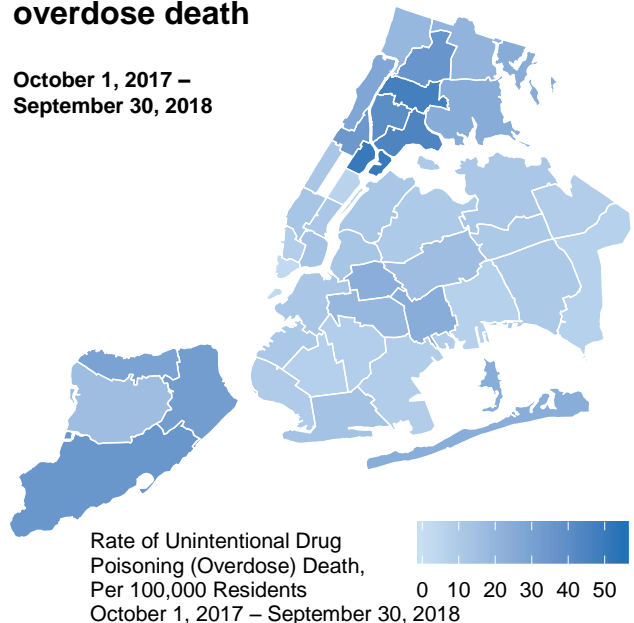 overdose death
October 1, 2017 –
September 30, 2018
Rate of Unintentional Drug
Poisoning (Overdose) Death,
Per 100,000 Residents
October 1, 2017 – September 30, 2018
0 10 20 30 40 50